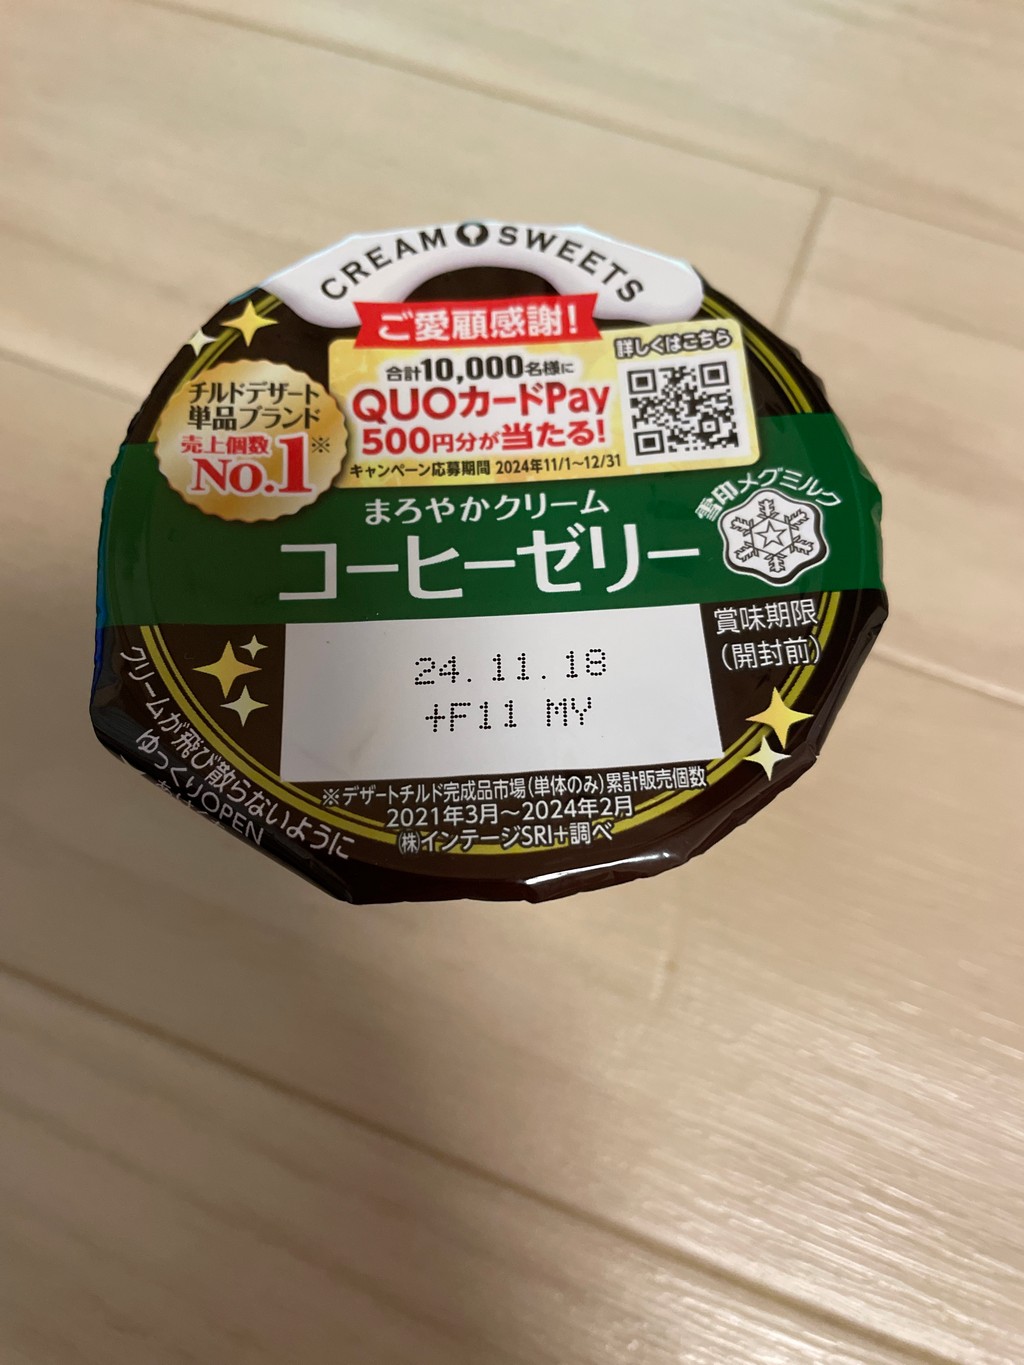 CREAM SWEETS
ご愛顧感謝!
合計10,000名様に
QUOカードPay
500円分が当たる!
キャンペーン応募期間 2024年11/1~12/31
詳しくはこちら
チルドデザート
単品ブランド
売上個数
No.1※
雪印メグミルク
まろやかクリーム
コーヒーゼリー
賞味期限
(開封前)
24.11.18
+F11 MY
※デザートチルド完成品市場(単体のみ)累計販売個数
2021年3月~2024年2月
㈱インテージSRI+調べ
クリームが飛び散らないように
ゆっくりOPEN